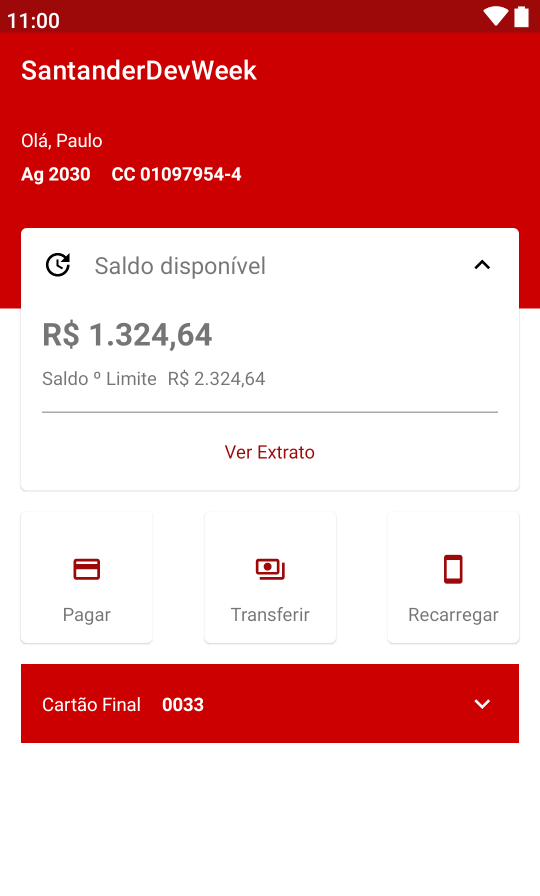 11:00
SantanderDevWeek
Olá, Paulo
Ag 2030 CC 01097954-4
Saldo disponível
R$ 1.324,64
Saldo º Limite R$ 2.324,64
Ver Extrato
Pagar Transferir Recarregar
Cartão Final 0033